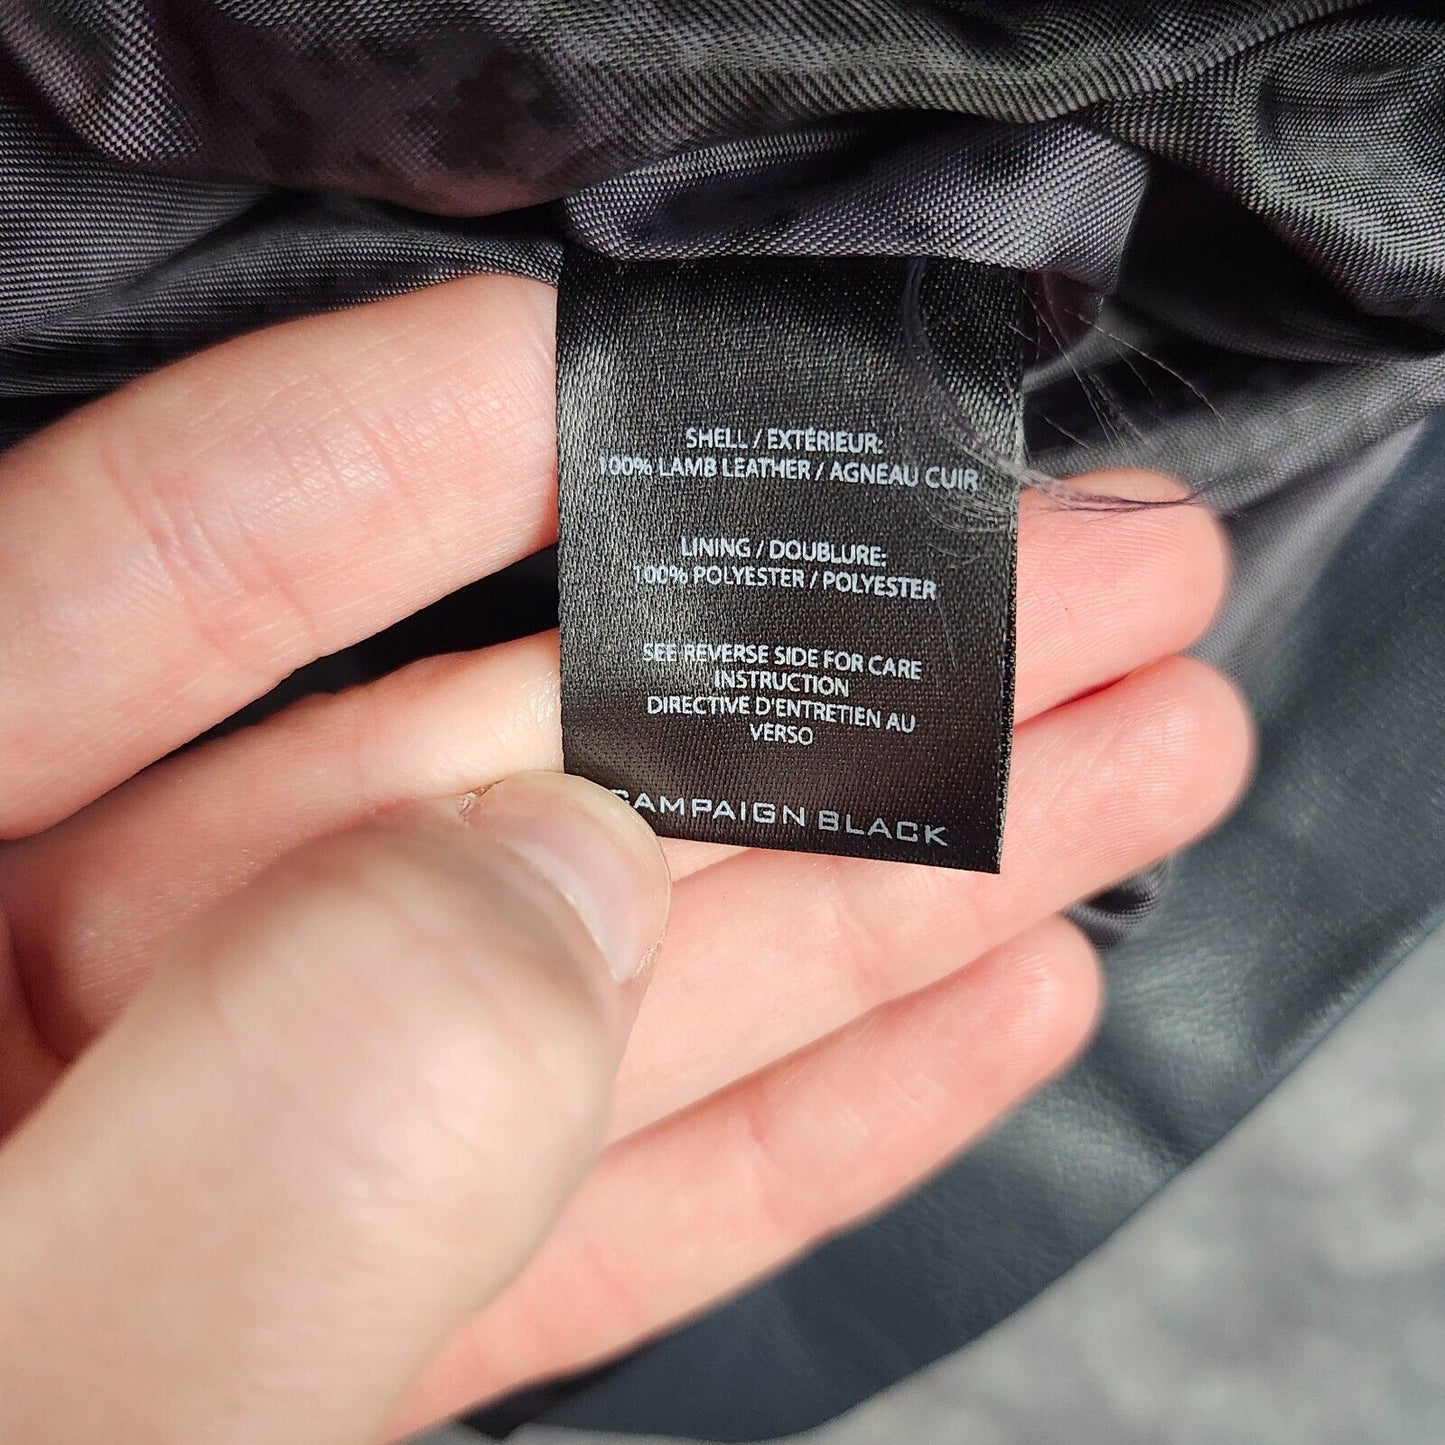 SHELL / EXTÉRIEUR:
100% LAMB LEATHER / AGNEAU CUIR
LINING / DOUBLURE:
100% POLYESTER / POLYESTER
SEE REVERSE SIDE FOR CARE
INSTRUCTION
DIRECTIVE D'ENTRETIEN AU
VERSO
CAMPAIGN BLACK